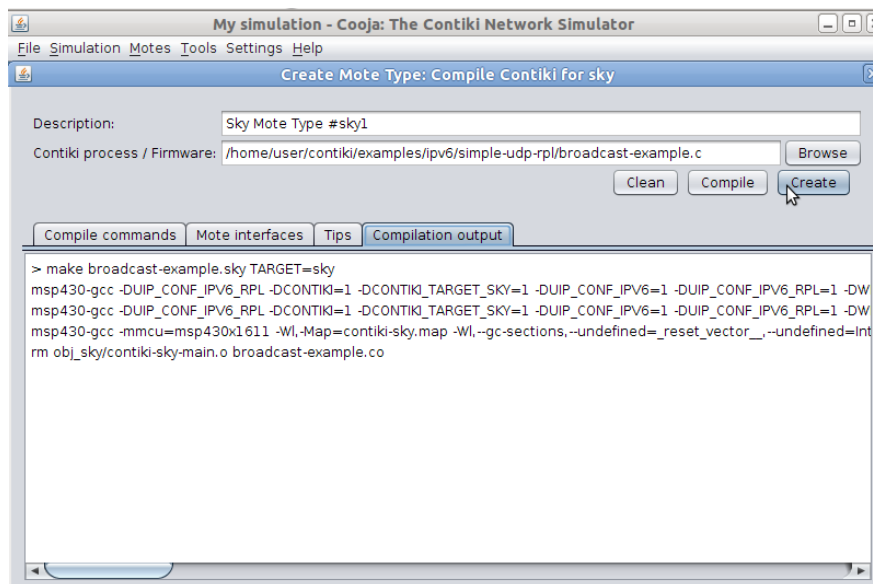 My simulation - Cooja: The Contiki Network Simulator
File Simulation Motes Tools Settings Help
Create Mote Type: Compile Contiki for sky
Description: Sky Mote Type #sky1
Contiki process / Firmware: /home/user/contiki/examples/ipv6/simple-udp-rpl/broadcast-example.c Browse
Clean Compile Create
Compile commands Mote interfaces Tips Compilation output
> make broadcast-example.sky TARGET=sky
msp430-gcc -DUIP_CONF_IPV6_RPL -DCONTIKI=1 -DCONTIKI_TARGET_SKY=1 -DUIP_CONF_IPV6=1 -DUIP_CONF_IPV6_RPL=1 -DW
msp430-gcc -DUIP_CONF_IPV6_RPL -DCONTIKI=1 -DCONTIKI_TARGET_SKY=1 -DUIP_CONF_IPV6=1 -DUIP_CONF_IPV6_RPL=1 -DW
msp430-gcc -mmcu=msp430x1611 -Wl,-Map=contiki-sky.map -Wl,--gc-sections,--undefined=_reset_vector__,--undefined=Int
rm obj_sky/contiki-sky-main.o broadcast-example.co